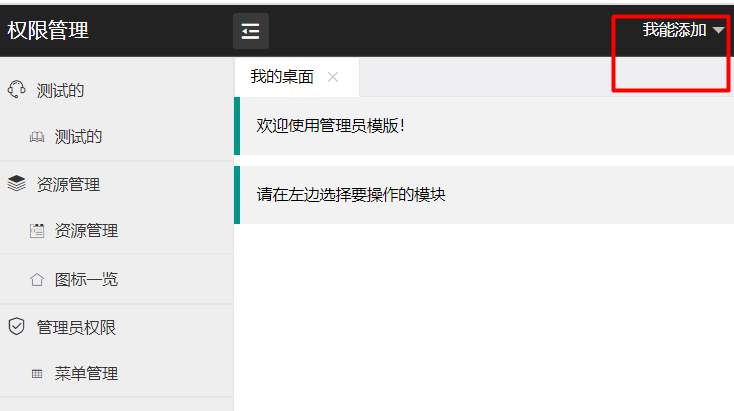 权限管理
我能添加
测试的
测试的
资源管理
资源管理
图标一览
管理员权限
菜单管理
我的桌面
欢迎使用管理员模版！
请在左边选择要操作的模块